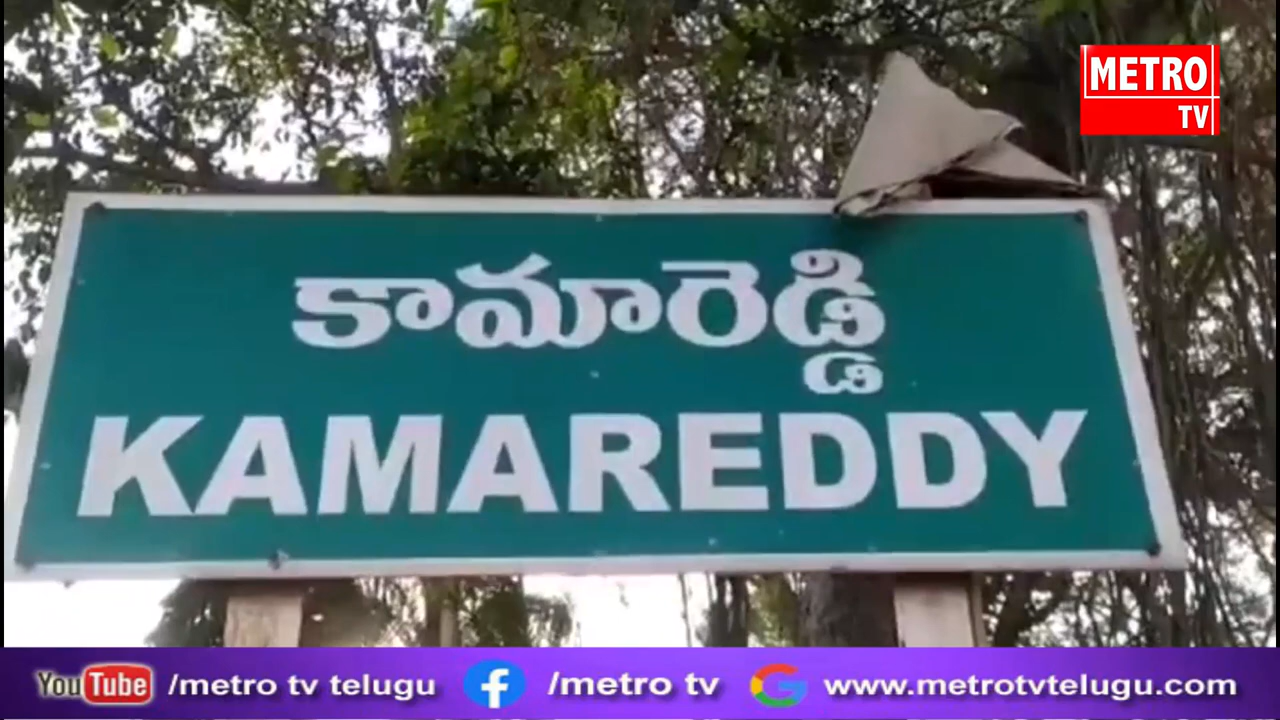 METRO
TV
కామారెడ్డి
KAMAREDDY
YouTube /metro tv telugu f /metro tv G www.metrotvtelugu.com